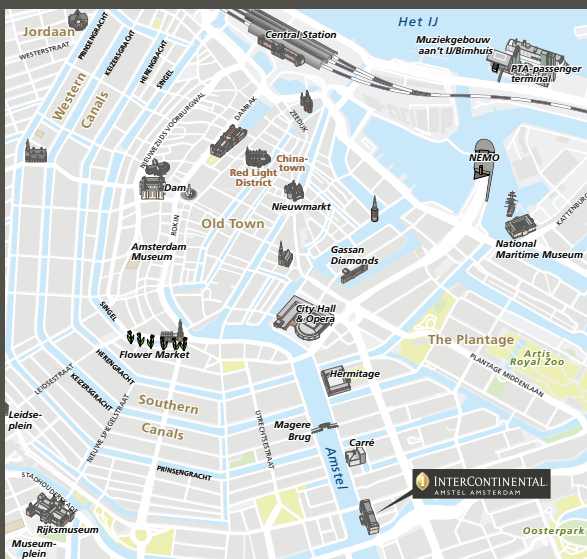 Jordaan
WESTERSTRAAT
PRINSENGRACHT
KEIZERSGRACHT
HERENGRACHT
SINGEL
Western
Canals
Central Station
Het IJ
Muziekgebouw
aan't IJ/Bimhuis
PTA-passenger
terminal
NIEUWE ZIJDS VOORBURGWAL
DAMRAK
ZEEDIJK
China-
town
Red Light
District
NEMO
Dam
Nieuwmarkt
KATTENBURG
ROKIN
Old Town
Amsterdam
Museum
Gassan
Diamonds
National
Maritime Museum
SINGEL
City Hall
& Opera
Flower Market
The Plantage
Artis
Royal Zoo
PLANTAGE MIDDENLAAN
HERENGRACHT
LEIDSESTRAAT
KEIZERSGRACHT
Hermitage
NIEUWE SPIEGELSTRAAT
Southern
Canals
Leidse-
plein
UTRECHTSESTRAAT
Magere
Brug
Carré
PRINSENGRACHT
Amstel
INTERCONTINENTAL
AMSTEL AMSTERDAM
Rijksmuseum
Museum-
plein
Oosterpark